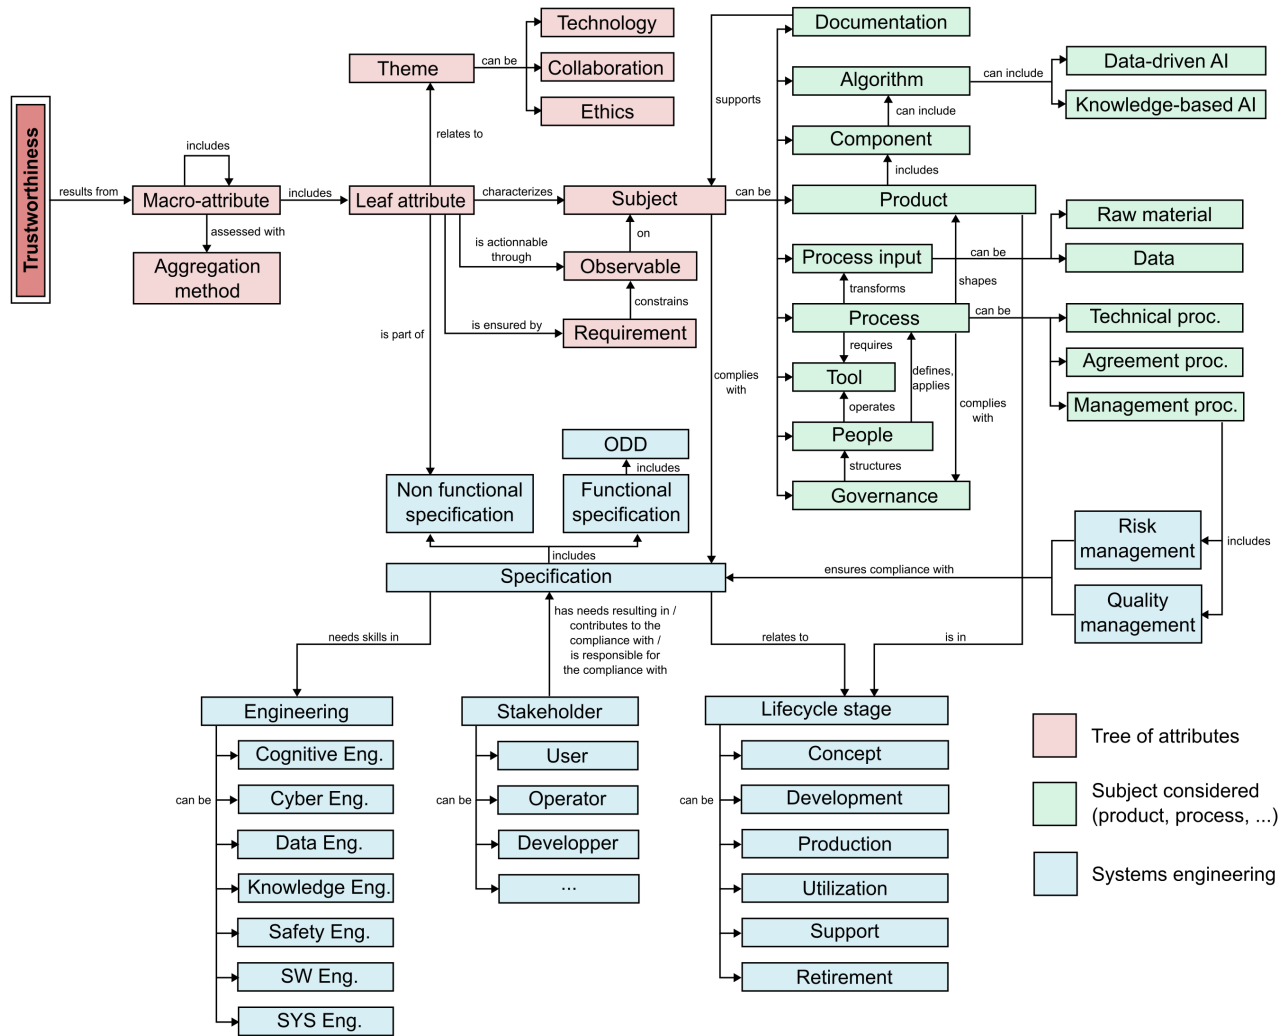 Trustworthiness
results from
includes
Macro-attribute
assessed with
Aggregation
method
includes
Theme
can be
Technology
Collaboration
Ethics
relates to
Leaf attribute
characterizes
Subject
on
is actionnable
through
Observable
constrains
is ensured by
Requirement
is part of
supports
can be
complies
with
Documentation
Algorithm
can include
Data-driven AI
Knowledge-based AI
can include
Component
includes
Product
Process input
can be
Raw material
Data
transforms
shapes
Process
can be
Technical proc.
Agreement proc.
Management proc.
requires
Tool
defines,
applies
operates
complies
with
People
structures
Governance
ODD
includes
Non functional
specification
Functional
specification
includes
Specification
ensures compliance with
Risk
management
includes
Quality
management
needs skills in
has needs resulting in /
contributes to the
compliance with /
is responsible for
the compliance with
relates to
is in
Engineering
can be
Cognitive Eng.
Cyber Eng.
Data Eng.
Knowledge Eng.
Safety Eng.
SW Eng.
SYS Eng.
Stakeholder
can be
User
Operator
Developper
...
Lifecycle stage
can be
Concept
Development
Production
Utilization
Support
Retirement
Tree of attributes
Subject considered
(product, process, ...)
Systems engineering